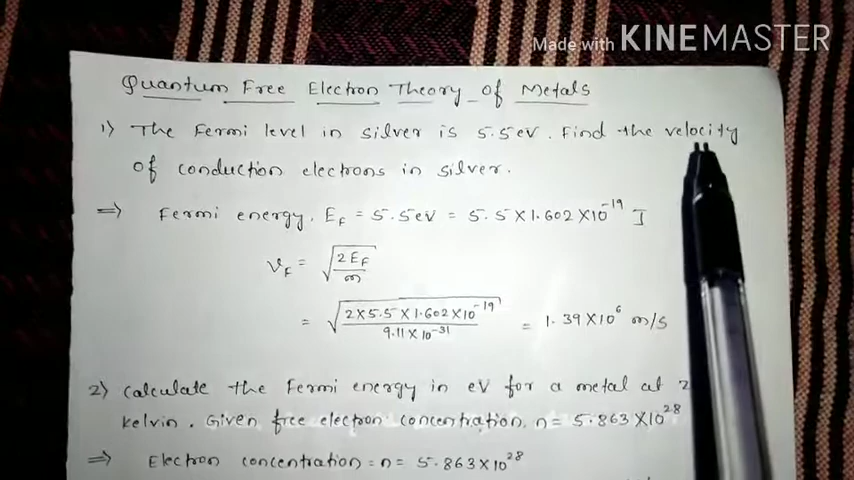 Made with KINEMASTER
Quantum Free Electron Theory of Metals
1) The Fermi level in silver is 5.5eV. Find the velocity
of conduction electrons in silver.
⇒ Fermi energy, E_F = 5.5eV = 5.5×1.602×10^-19 J
v_F = √(2E_F/m)
= √(2×5.5×1.602×10^-19/9.11×10^-31) = 1.39×10^6 m/s
2) Calculate the Fermi energy in eV for a metal at
kelvin. Given free electron concentration, n = 5.863×10^28
⇒ Electron concentration = n = 5.863×10^28